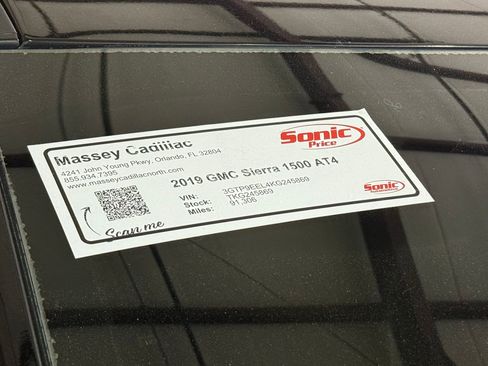 Massey Cadillac
4241 John Young Pkwy, Orlando, FL 32804
855.934.7395
www.masseycadillacnorth.com
Sonic
Price
2019 GMC Sierra 1500 AT4
VIN: 3GTP9EEL4KG245869
Stock: TKG245869
Miles: 91,306
Scan me
Sonic